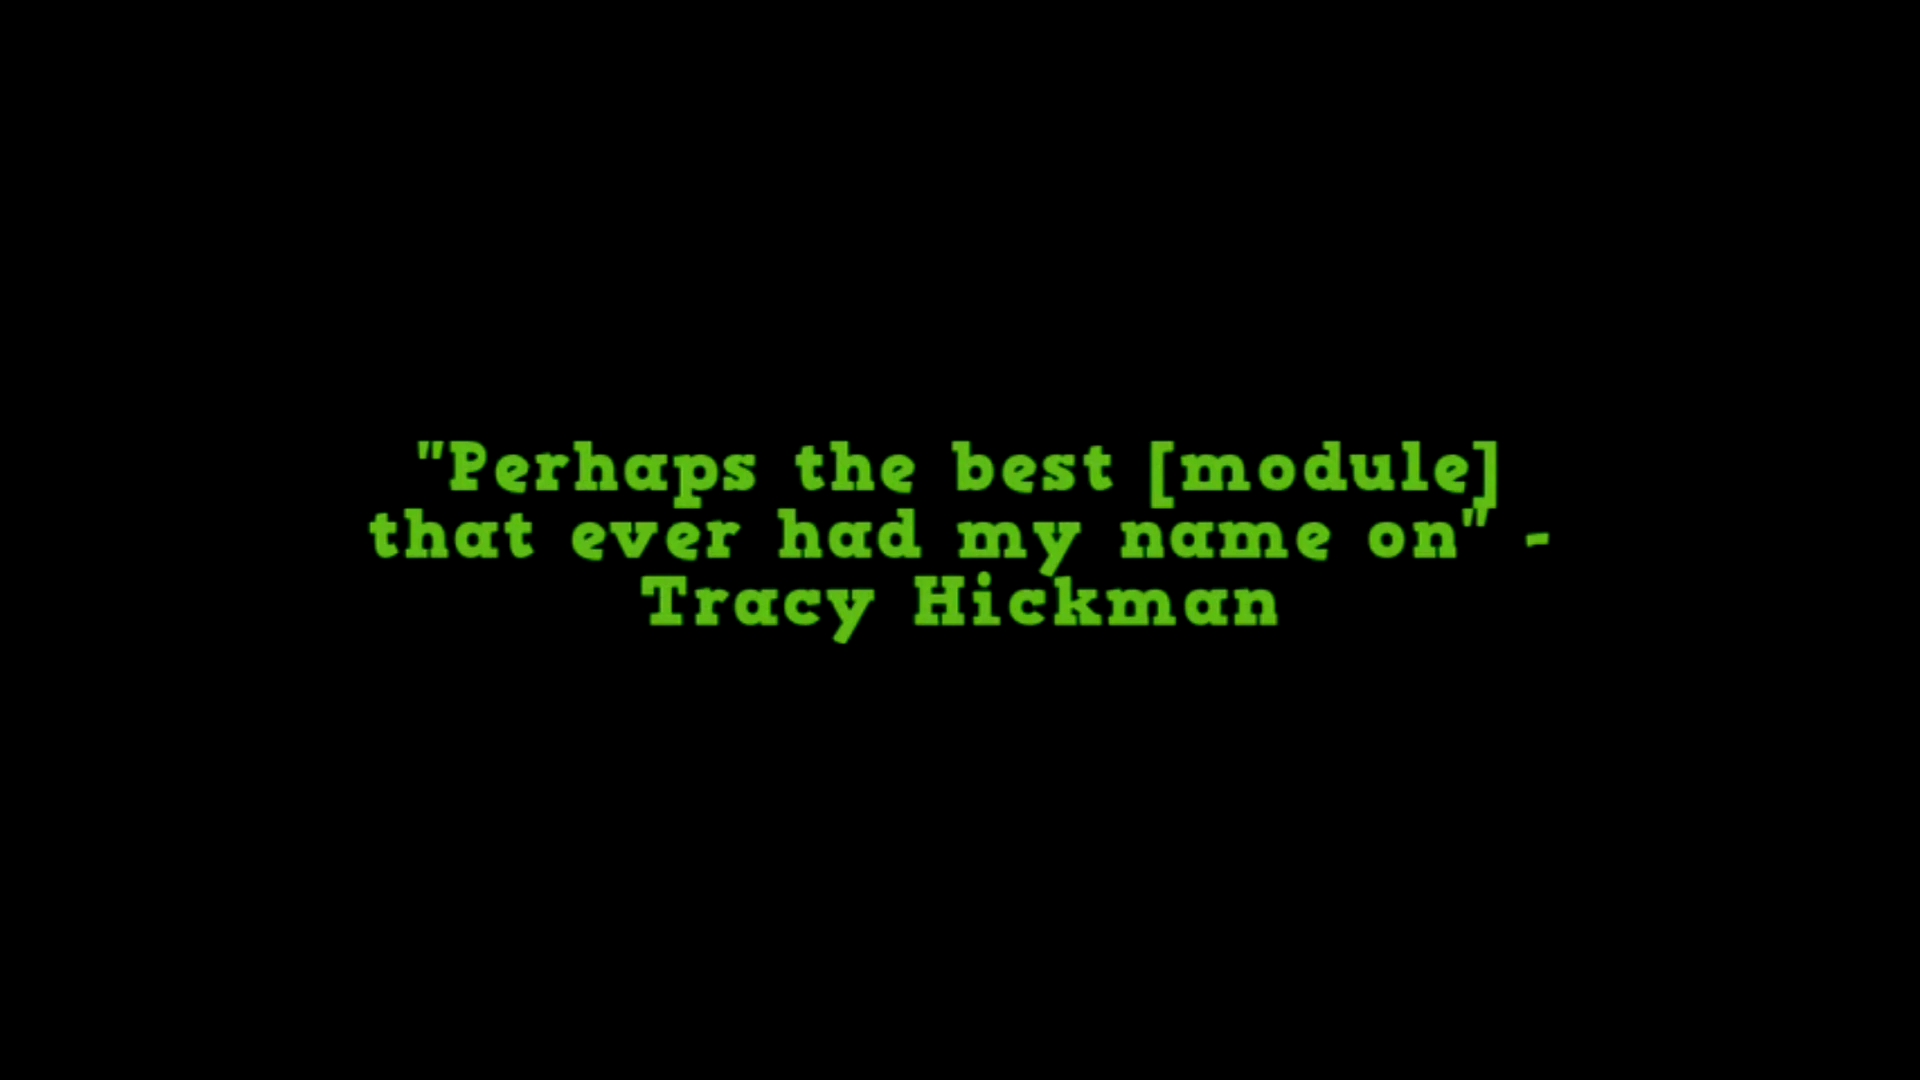 "Perhaps the best [module]
that ever had my name on" -
Tracy Hickman